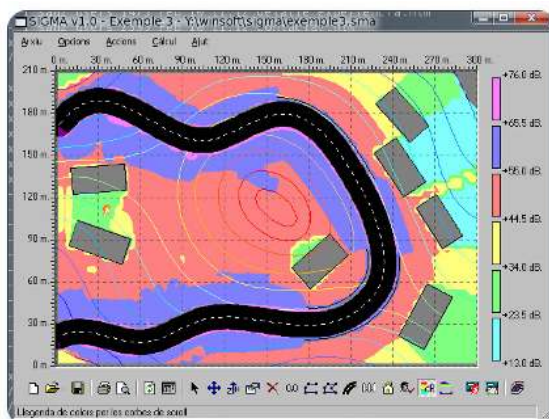 SIGMA v1.0 - Exemple 3 - Y:\winsoft\sigma\exemple3.sma
Arxiu Opcions Accions Càlcul Ajut
0 m. 30 m. 60 m. 90 m. 120 m. 150 m. 180 m. 210 m. 240 m. 270 m. 300 m.
210 m.
180 m.
150 m.
120 m.
90 m.
60 m.
30 m.
0 m.
+76.0 dB.
+65.5 dB.
+55.0 dB.
+44.5 dB.
+34.0 dB.
+23.5 dB.
+13.0 dB.
Llegenda de colors per les corbes de